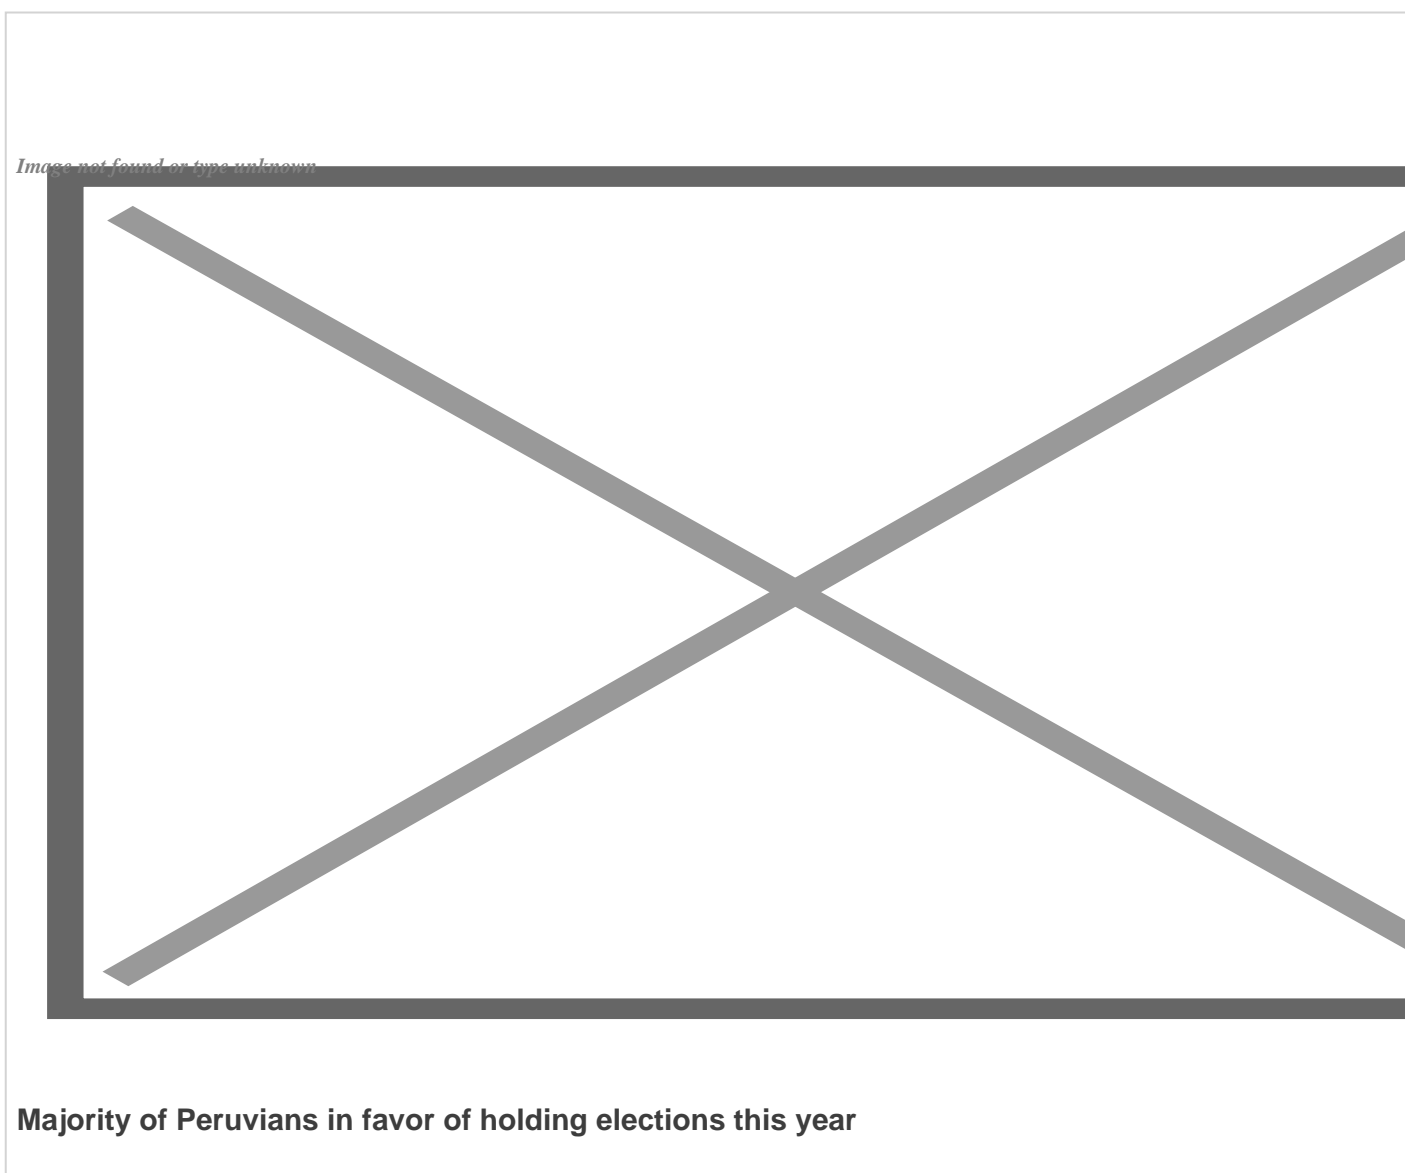 Image not found or type unknown
Majority of Peruvians in favor of holding elections this year